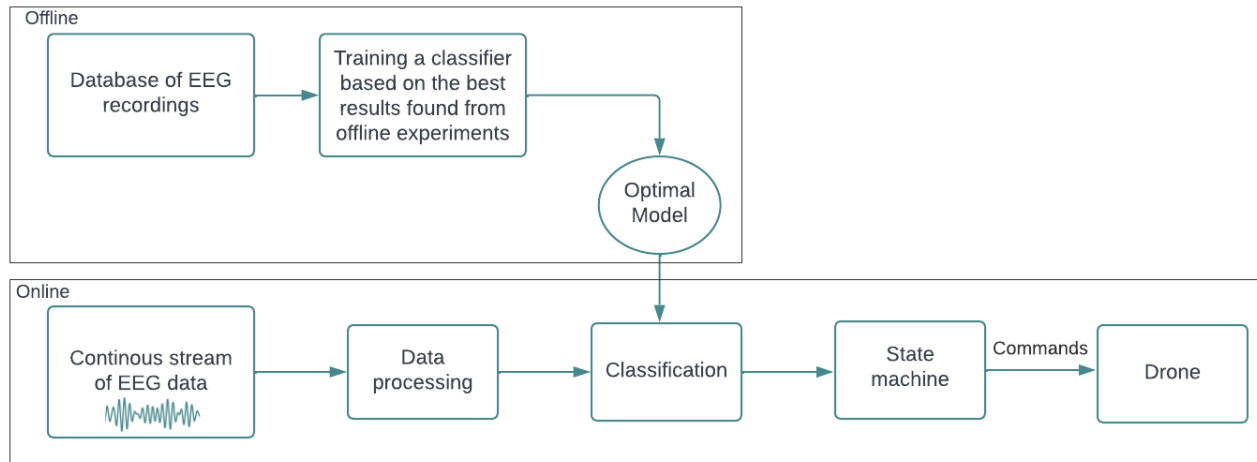 Offline
Database of EEG
recordings
Training a classifier
based on the best
results found from
offline experiments
Optimal
Model
Online
Continous stream
of EEG data
Data
processing
Classification
State
machine
Commands
Drone